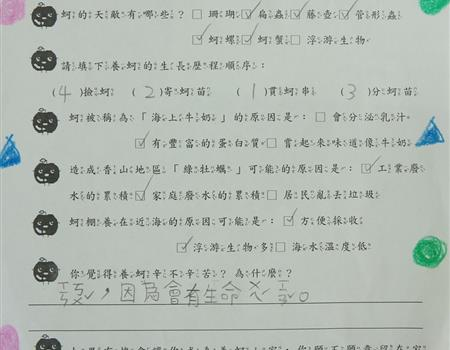 蚵的天敵有哪些？□珊瑚☑扁蟲☑藤壺☑管形蟲
☑蚵螺☑蚵蟹□浮游生物
請填下養蚵的海生長歷程順序：
(4)撿蚵 (2)寄蚵苗 (1)貫蚵串 (3)分蚵苗
蚵被稱為「海上牛奶」的原因是：□會分泌乳汁
☑有豐富的蛋白質□嘗起來味道像牛奶
造成香山地區「綠牡蠣」可能的原因是：☑工業廢
水的累積☑家庭廢水的累積□居民亂丟垃圾
蚵棚養在近海的原因可能是：☑方便採收
☑浮游生物多□海水溫度低
你覺得養蚵辛不辛苦？為什麼？
，因為會有生命ㄨㄟ